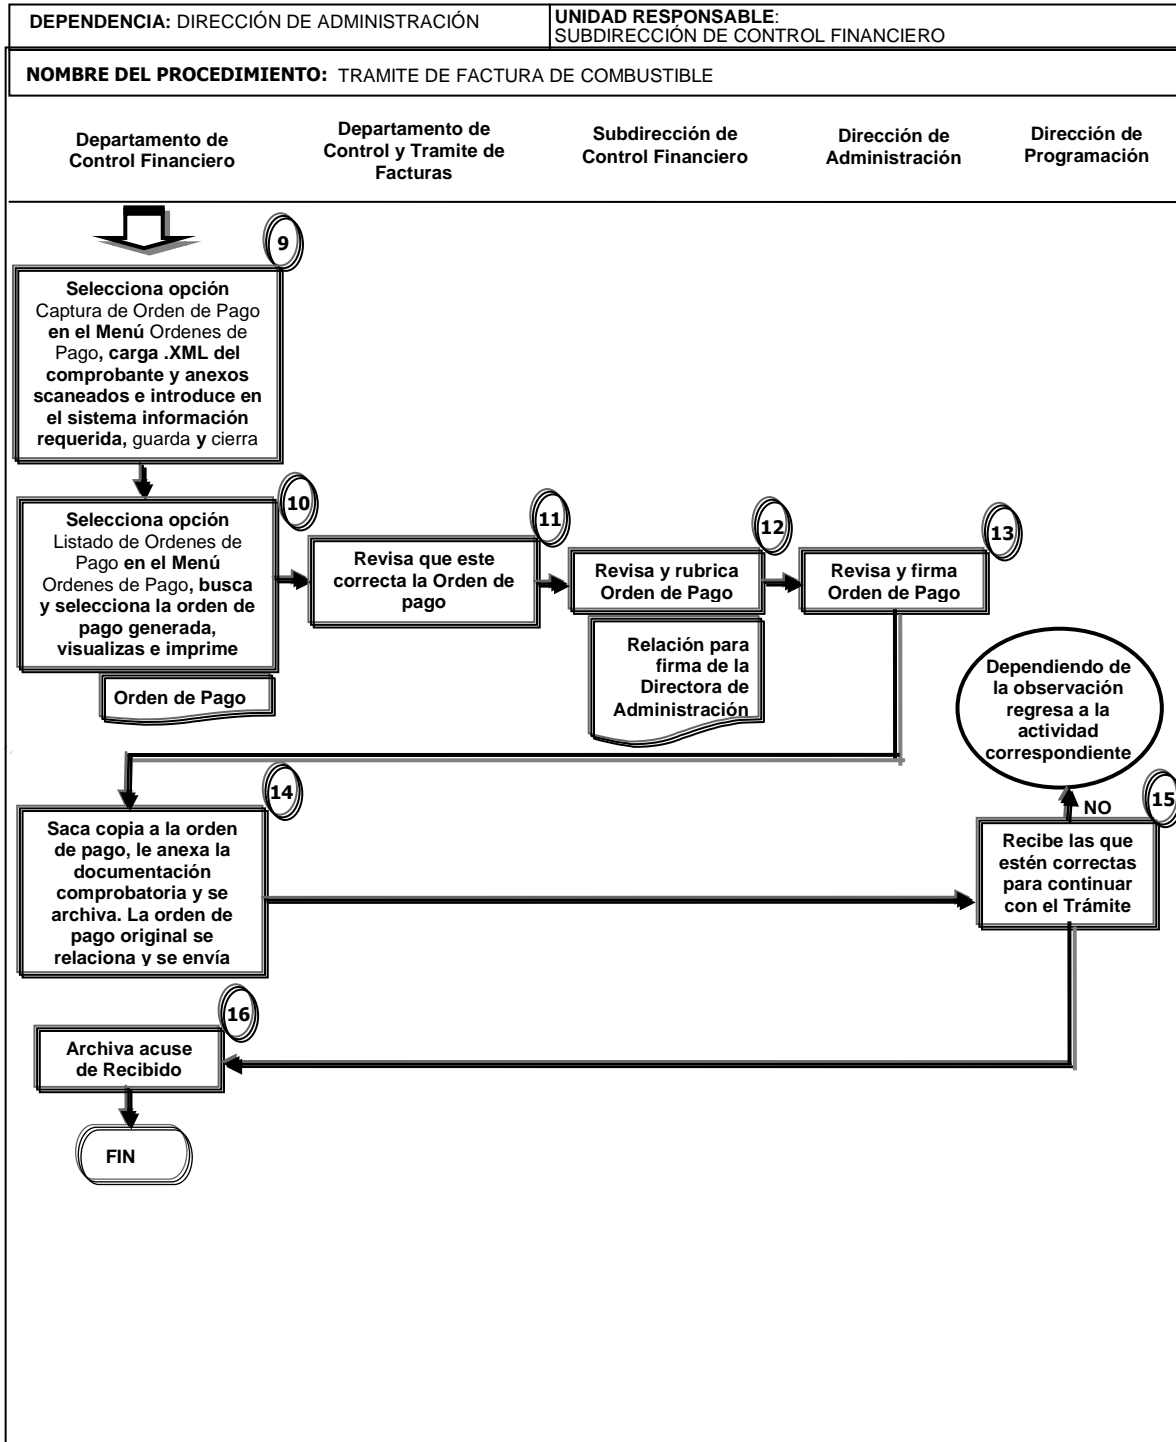 DEPENDENCIA: DIRECCIÓN DE ADMINISTRACIÓN
UNIDAD RESPONSABLE:
SUBDIRECCIÓN DE CONTROL FINANCIERO
NOMBRE DEL PROCEDIMIENTO: TRAMITE DE FACTURA DE COMBUSTIBLE
Departamento de
Control Financiero
Departamento de
Control y Tramite de
Facturas
Subdirección de
Control Financiero
Dirección de
Administración
Dirección de
Programación
9
Selecciona opción
Captura de Orden de Pago
en el Menú Ordenes de
Pago, carga .XML del
comprobante y anexos
scaneados e introduce en
el sistema información
requerida, guarda y cierra
10
Selecciona opción
Listado de Ordenes de
Pago en el Menú
Ordenes de Pago, busca
y selecciona la orden de
pago generada,
visualizas e imprime
Orden de Pago
11
Revisa que este
correcta la Orden de
pago
12
Revisa y rubrica
Orden de Pago
Relación para
firma de la
Directora de
Administración
13
Revisa y firma
Orden de Pago
Dependiendo de
la observación
regresa a la
actividad
correspondiente
14
Saca copia a la orden
de pago, le anexa la
documentación
comprobatoria y se
archiva. La orden de
pago original se
relaciona y se envía
NO
15
Recibe las que
estén correctas
para continuar
con el Trámite
16
Archiva acuse
de Recibido
FIN